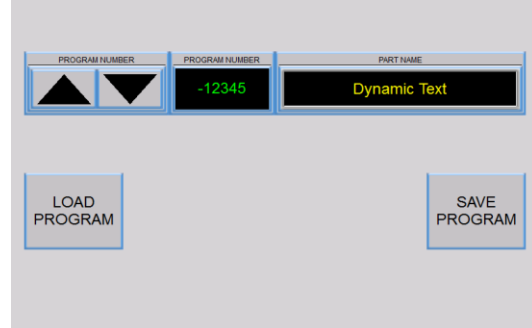 PROGRAM NUMBER
PROGRAM NUMBER
PART NAME
-12345
Dynamic Text
LOAD
PROGRAM
SAVE
PROGRAM